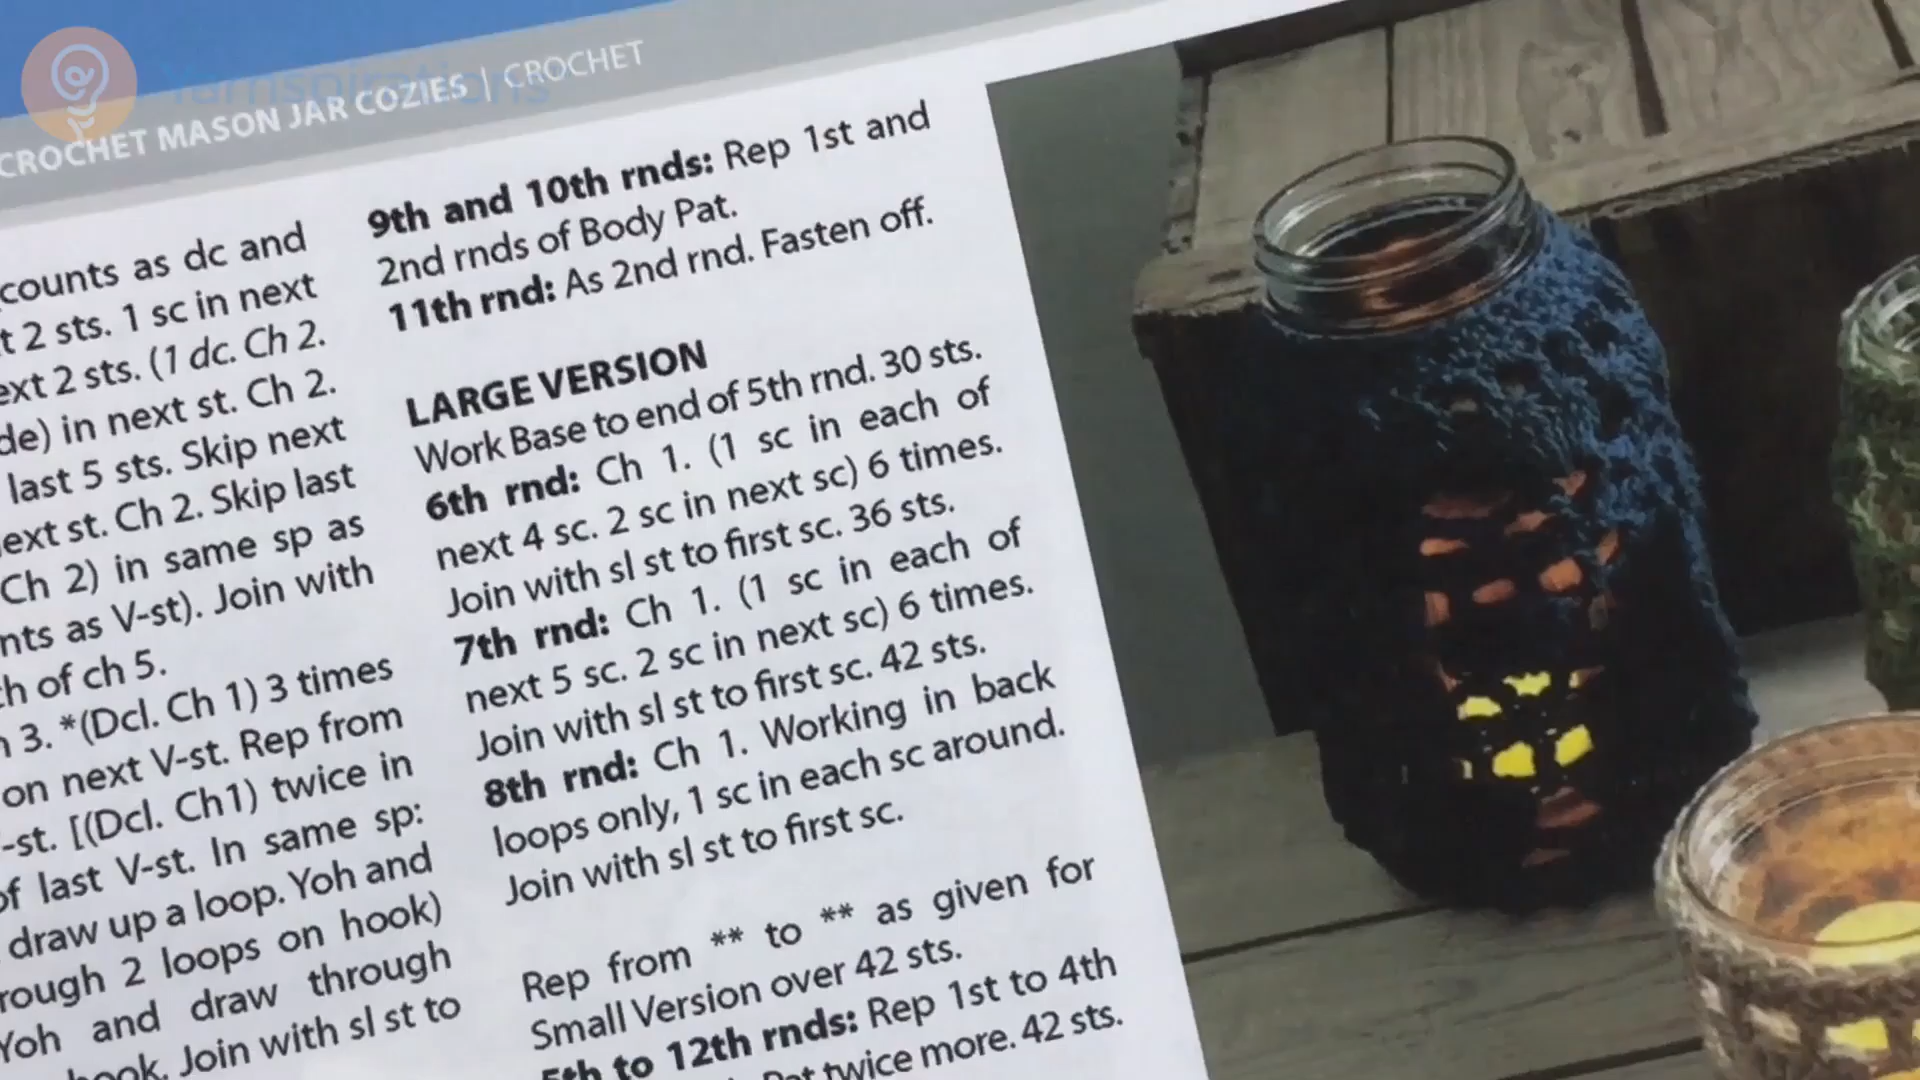 Yarnspirations
CROCHET MASON JAR COZIES | CROCHET
counts as dc and
2 sts. 1 sc in next
2 sts. (1 dc. Ch 2.
in next st. Ch 2.
last 5 sts. Skip next
st. Ch 2. Skip last
Ch 2) in same sp as
as V-st). Join with
of ch 5.
3. *(Dcl. Ch 1) 3 times
on next V-st. Rep from
-st. [(Dcl. Ch1) twice in
of last V-st. In same sp:
draw up a loop. Yoh and
2 loops on hook)
Yoh and draw through
Join with sl st to
9th and 10th rnds: Rep 1st and
2nd rnds of Body Pat.
11th rnd: As 2nd rnd. Fasten off.
LARGE VERSION
Work Base to end of 5th rnd. 30 sts.
6th rnd: Ch 1. (1 sc in each of
next 4 sc. 2 sc in next sc) 6 times.
Join with sl st to first sc. 36 sts.
7th rnd: Ch 1. (1 sc in each of
next 5 sc. 2 sc in next sc) 6 times.
Join with sl st to first sc. 42 sts.
8th rnd: Ch 1. Working in back
loops only, 1 sc in each sc around.
Join with sl st to first sc.
Rep from ** to ** as given for
Small Version over 42 sts.
5th to 12th rnds: Rep 1st to 4th
twice more. 42 sts.